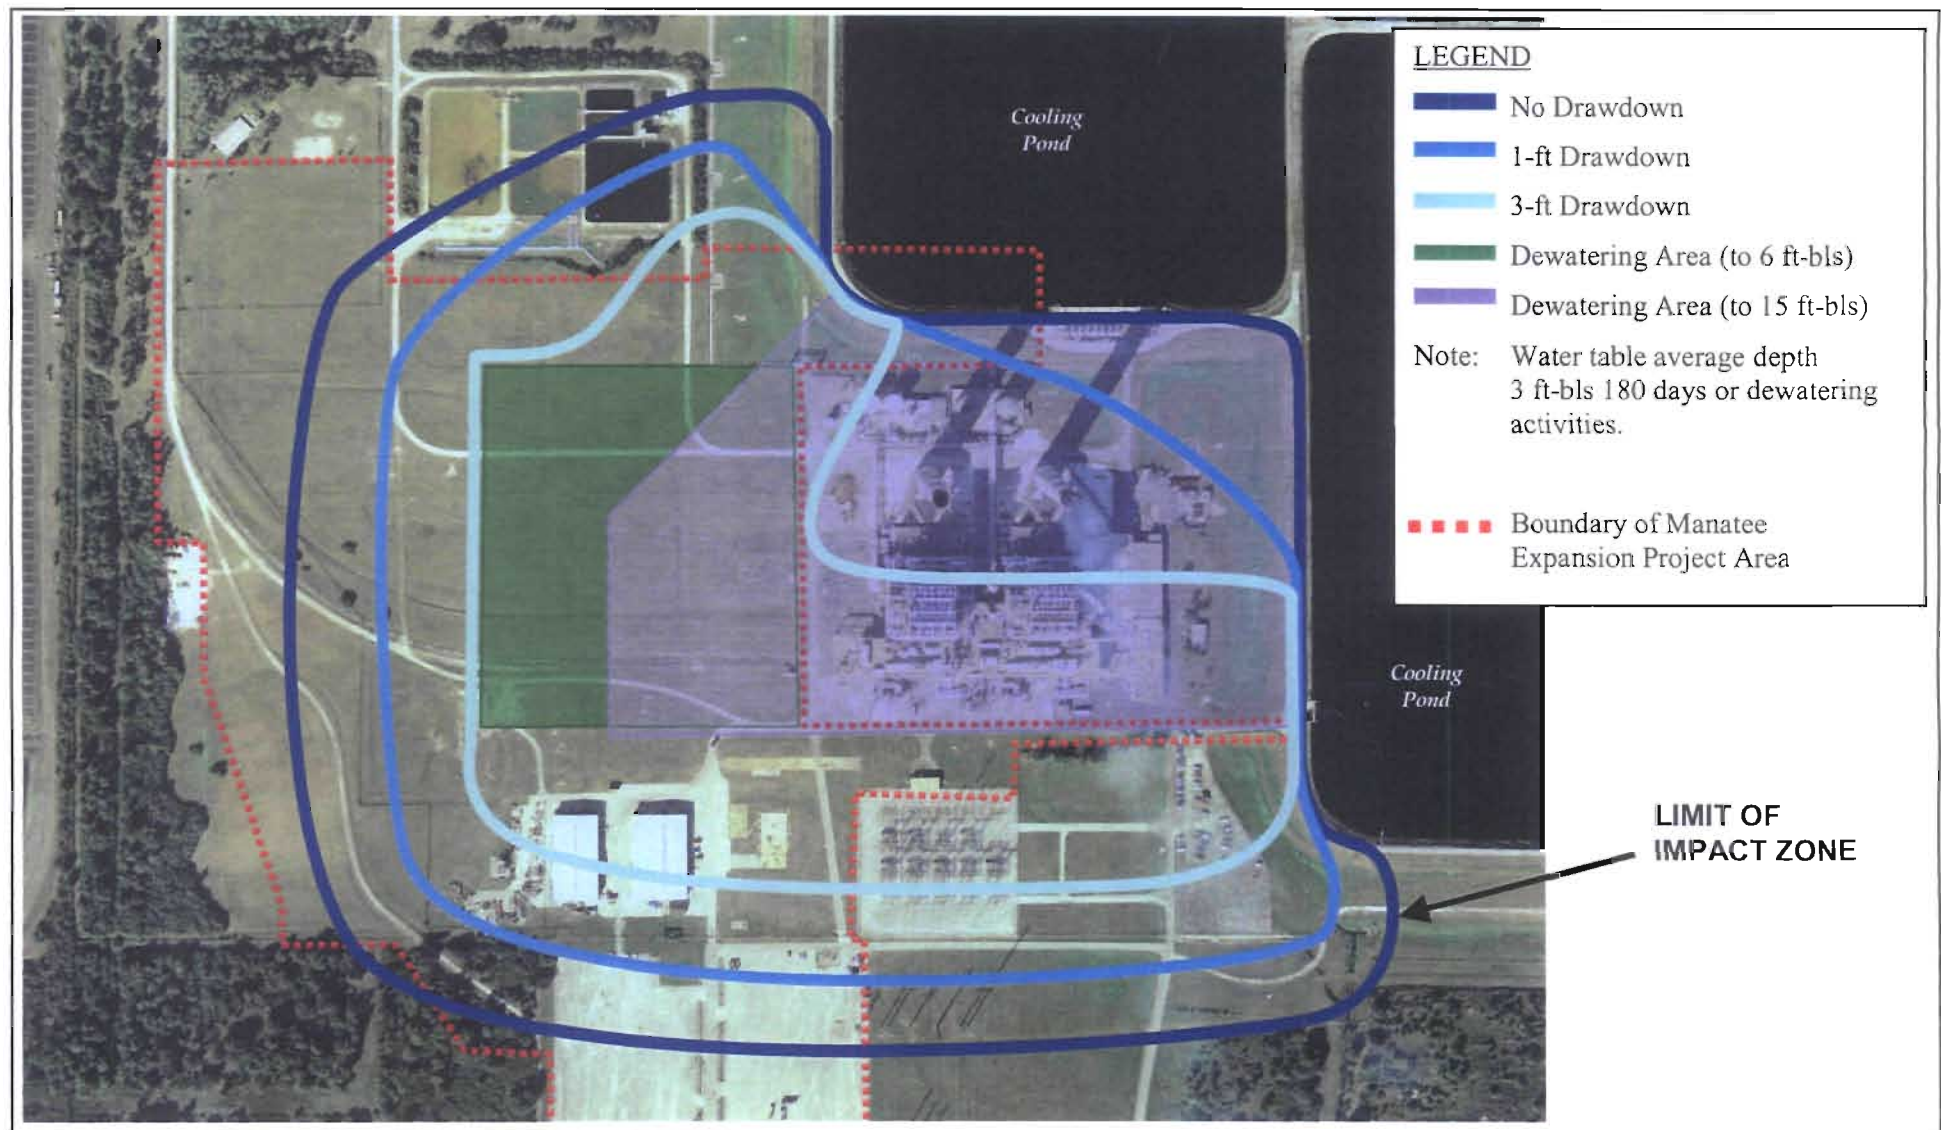 Cooling
Pond
LEGEND
No Drawdown
1-ft Drawdown
3-ft Drawdown
Dewatering Area (to 6 ft-bls)
Dewatering Area (to 15 ft-bls)
Note: Water table average depth
3 ft-bls 180 days or dewatering
activities.
Boundary of Manatee
Expansion Project Area
Cooling
Pond
LIMIT OF
IMPACT ZONE